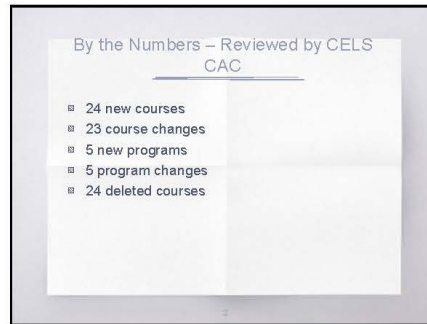 By the Numbers – Reviewed by CELS
CAC
24 new courses
23 course changes
5 new programs
5 program changes
24 deleted courses